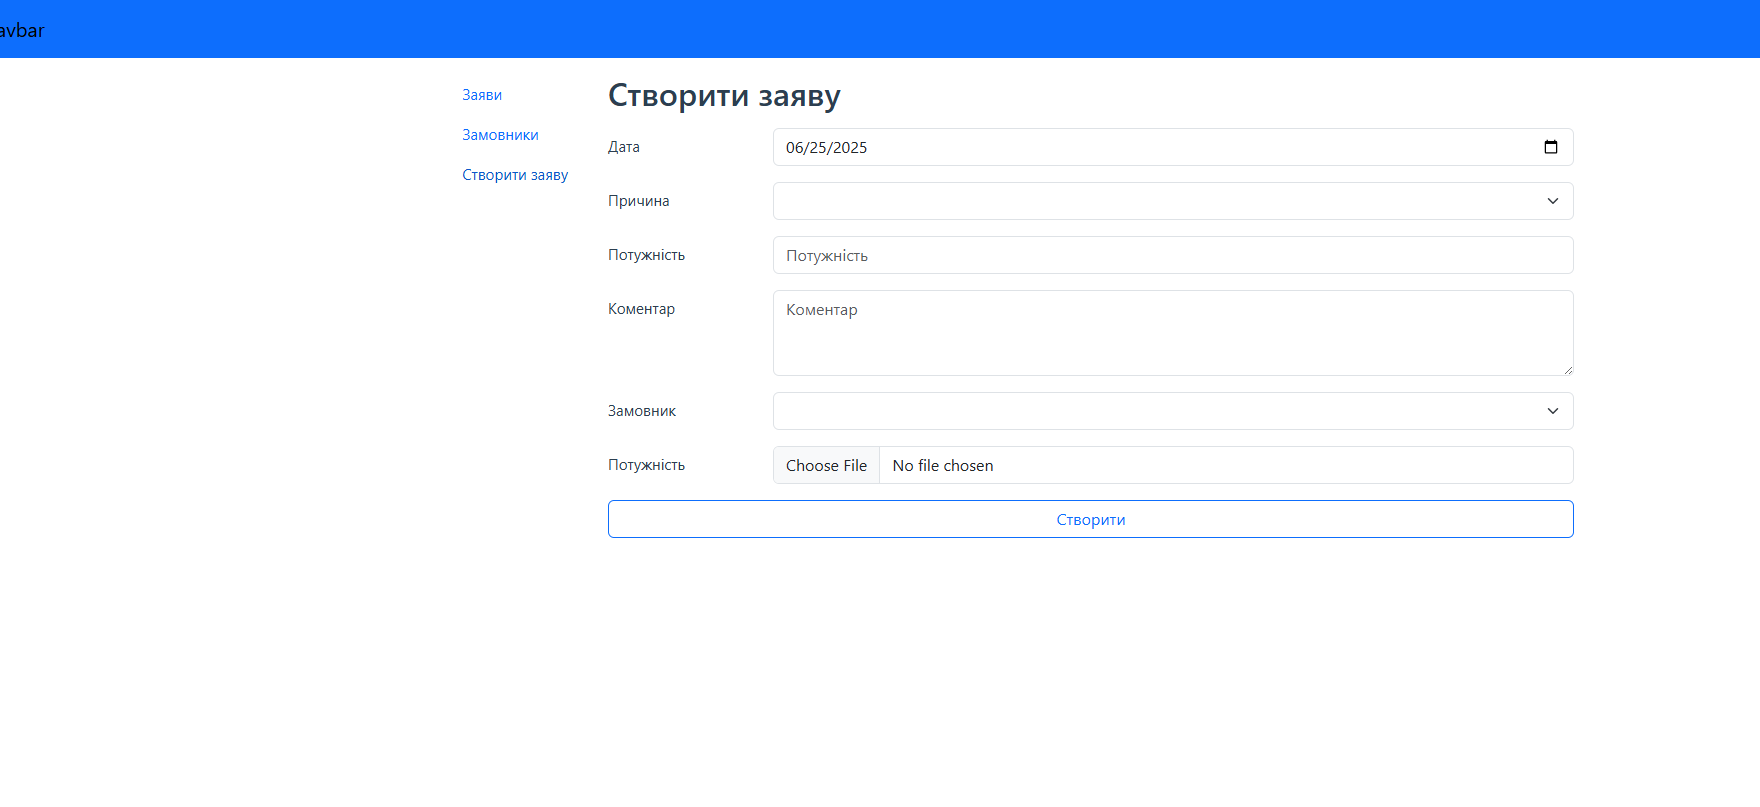 avbar
Заяви
Замовники
Створити заяву
Створити заяву
Дата
06/25/2025
Причина
Потужність
Потужність
Коментар
Коментар
Замовник
Потужність
Choose File No file chosen
Створити